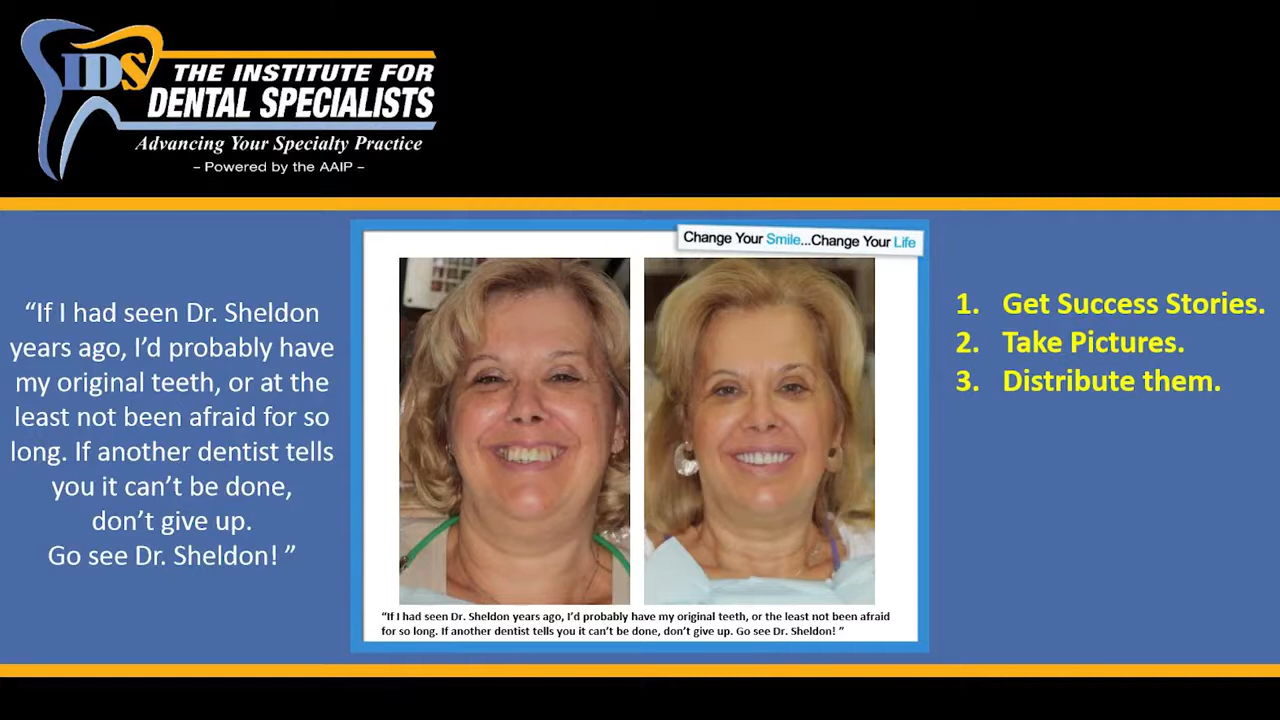 IDS
THE INSTITUTE FOR
DENTAL SPECIALISTS
Advancing Your Specialty Practice
– Powered by the AAIP –
“If I had seen Dr. Sheldon
years ago, I’d probably have
my original teeth, or at the
least not been afraid for so
long. If another dentist tells
you it can’t be done,
don’t give up.
Go see Dr. Sheldon! ”
Change Your Smile...Change Your Life
“If I had seen Dr. Sheldon years ago, I’d probably have my original teeth, or the least not been afraid
for so long. If another dentist tells you it can’t be done, don’t give up. Go see Dr. Sheldon! ”
1. Get Success Stories.
2. Take Pictures.
3. Distribute them.